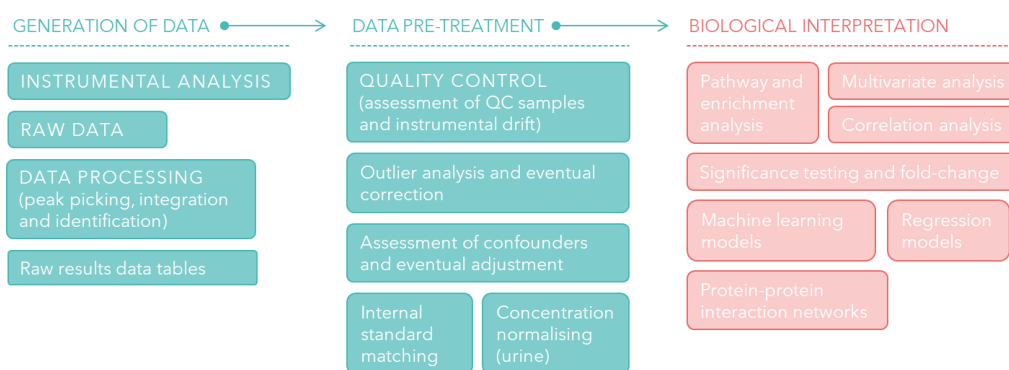 GENERATION OF DATA
INSTRUMENTAL ANALYSIS
RAW DATA
DATA PROCESSING
(peak picking, integration
and identification)
Raw results data tables
DATA PRE-TREATMENT
QUALITY CONTROL
(assessment of QC samples
and instrumental drift)
Outlier analysis and eventual
correction
Assessment of confounders
and eventual adjustment
Internal
standard
matching
Concentration
normalising
(urine)
BIOLOGICAL INTERPRETATION
Pathway and
enrichment
analysis
Multivariate analysis
Correlation analysis
Significance testing and fold-change
Machine learning
models
Regression
models
Protein-protein
interaction networks